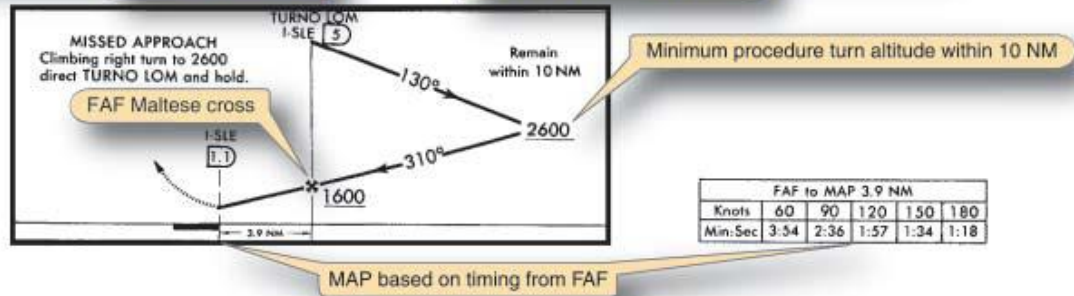 TURNO LOM
I-SLE 5
MISSED APPROACH
Climbing right turn to 2600
direct TURNO LOM and hold.
Remain
within 10 NM
Minimum procedure turn altitude within 10 NM
130°
FAF Maltese cross
2600
I-SLE
1.1
310°
1600
3.9 NM
FAF to MAP 3.9 NM
Knots 60 90 120 150 180
Min:Sec 3:54 2:36 1:57 1:34 1:18
MAP based on timing from FAF